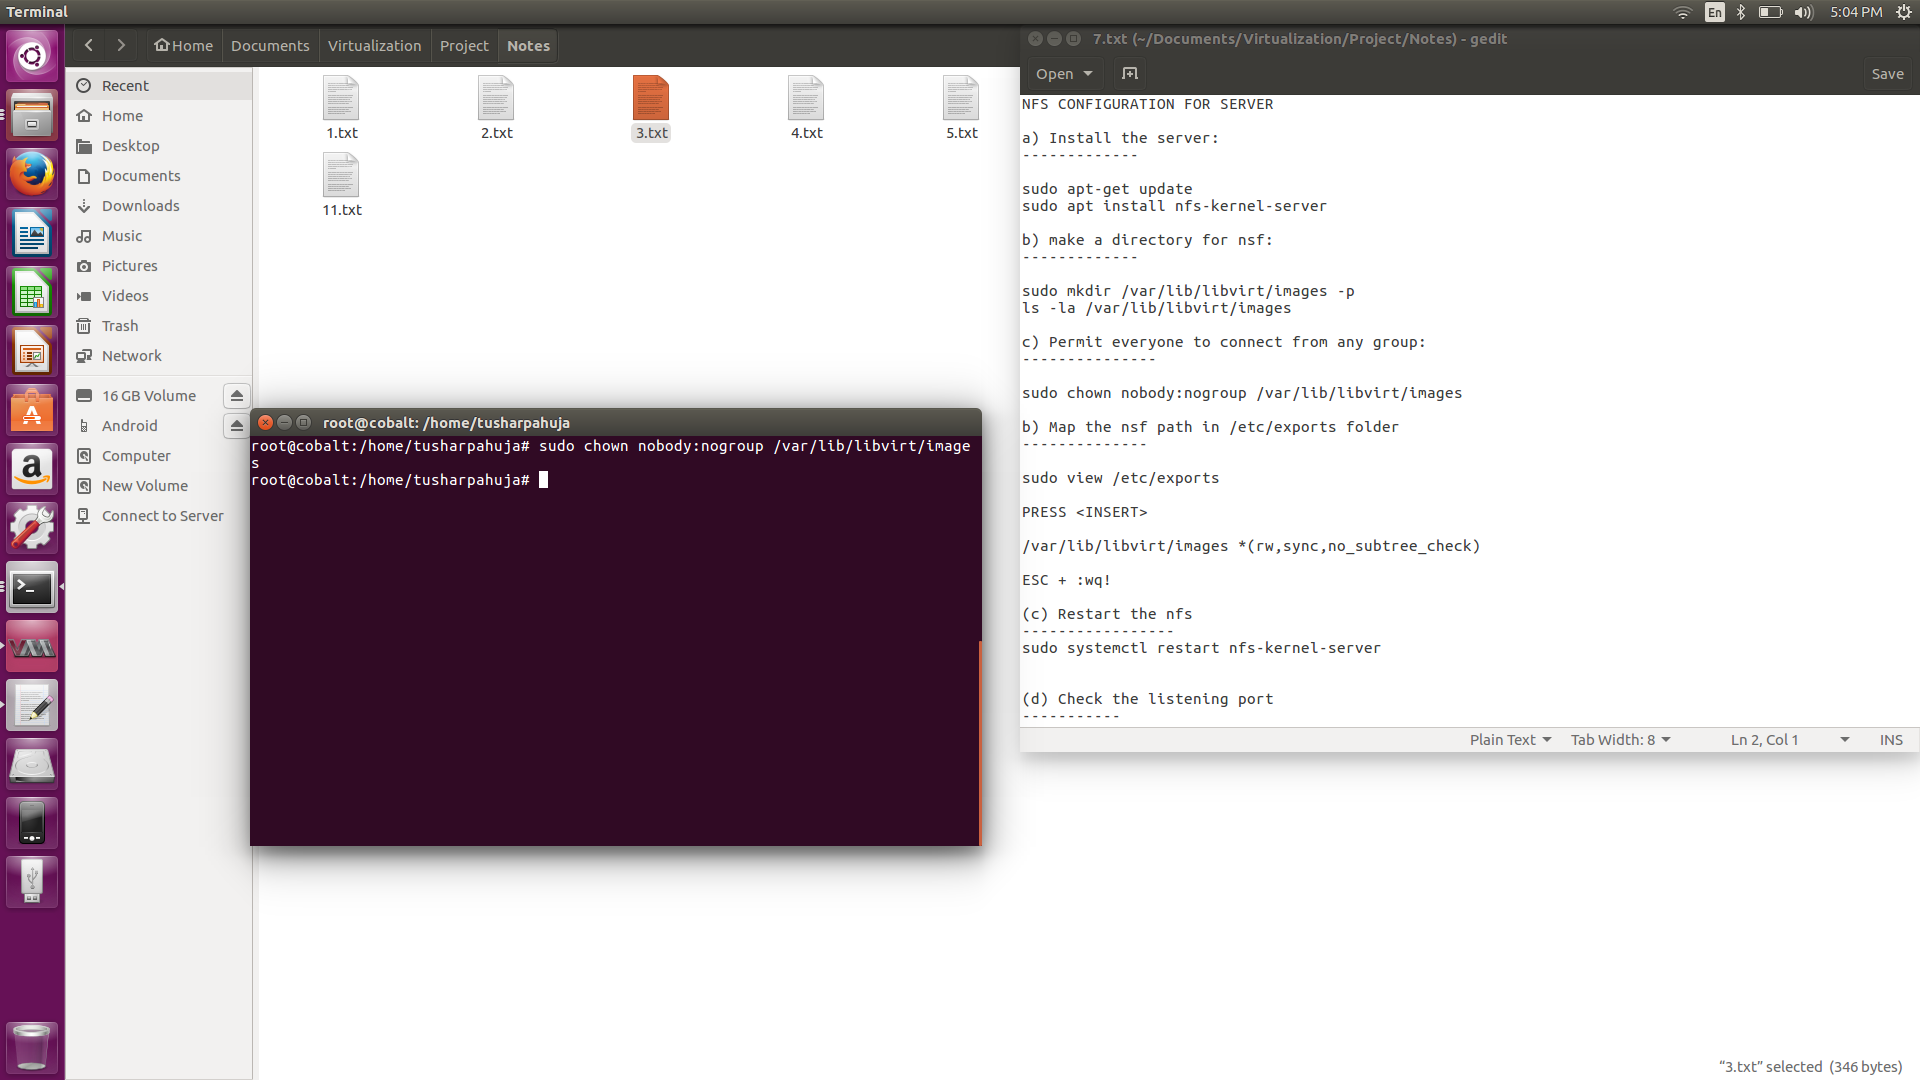 Terminal
En
5:04 PM
Home
Documents
Virtualization
Project
Notes
Recent
Home
Desktop
Documents
Downloads
Music
Pictures
Videos
Trash
Network
16 GB Volume
Android
Computer
New Volume
Connect to Server
1.txt
2.txt
3.txt
4.txt
5.txt
11.txt
root@cobalt: /home/tusharpahuja
root@cobalt:/home/tusharpahuja# sudo chown nobody:nogroup /var/lib/libvirt/image
s
root@cobalt:/home/tusharpahuja#
7.txt (~/Documents/Virtualization/Project/Notes) - gedit
Open
Save
NFS CONFIGURATION FOR SERVER
a) Install the server:
-------------
sudo apt-get update
sudo apt install nfs-kernel-server
b) make a directory for nsf:
-------------
sudo mkdir /var/lib/libvirt/images -p
ls -la /var/lib/libvirt/images
c) Permit everyone to connect from any group:
---------------
sudo chown nobody:nogroup /var/lib/libvirt/images
b) Map the nsf path in /etc/exports folder
--------------
sudo view /etc/exports
PRESS <INSERT>
/var/lib/libvirt/images *(rw,sync,no_subtree_check)
ESC + :wq!
(c) Restart the nfs
-----------------
sudo systemctl restart nfs-kernel-server
(d) Check the listening port
-----------
Plain Text
Tab Width: 8
Ln 2, Col 1
INS
“3.txt” selected (346 bytes)